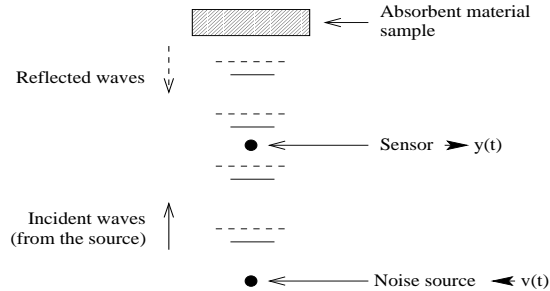 Absorbent material
sample
Reflected waves
Sensor
y(t)
Incident waves
(from the source)
Noise source
v(t)